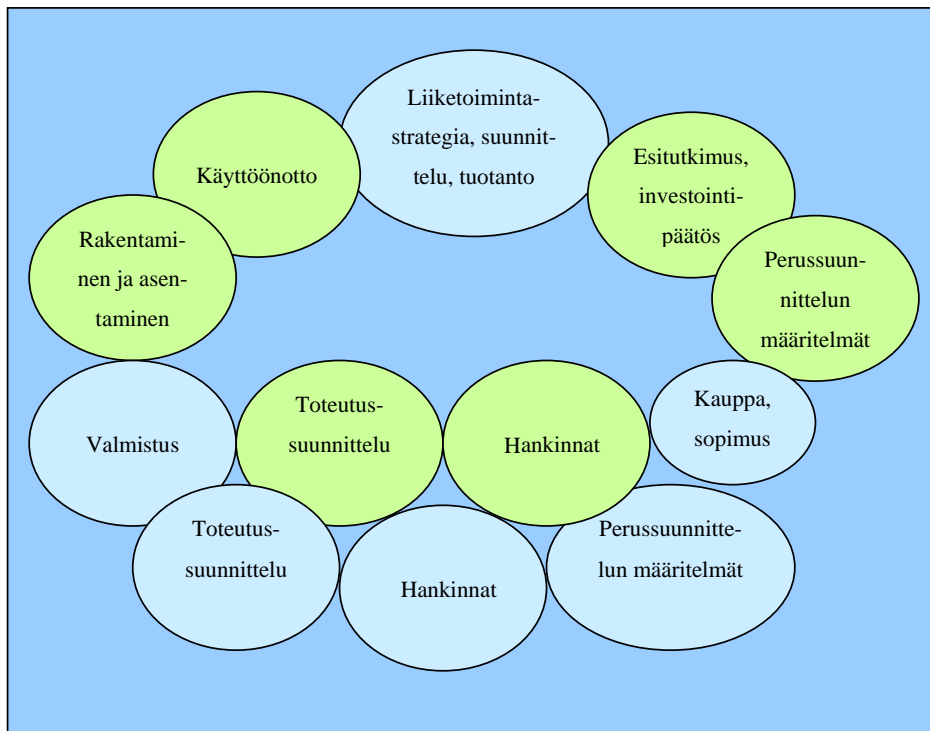 Liiketoiminta-
strategia, suunnit-
telu, tuotanto
Käyttöönotto
Esitutkimus,
investointi-
päätös
Rakentami-
nen ja asen-
taminen
Perussuun-
nittelun
määritelmät
Kauppa,
sopimus
Toteutus-
suunnittelu
Hankinnat
Valmistus
Toteutus-
suunnittelu
Hankinnat
Perussuunnitte-
lun määritelmät